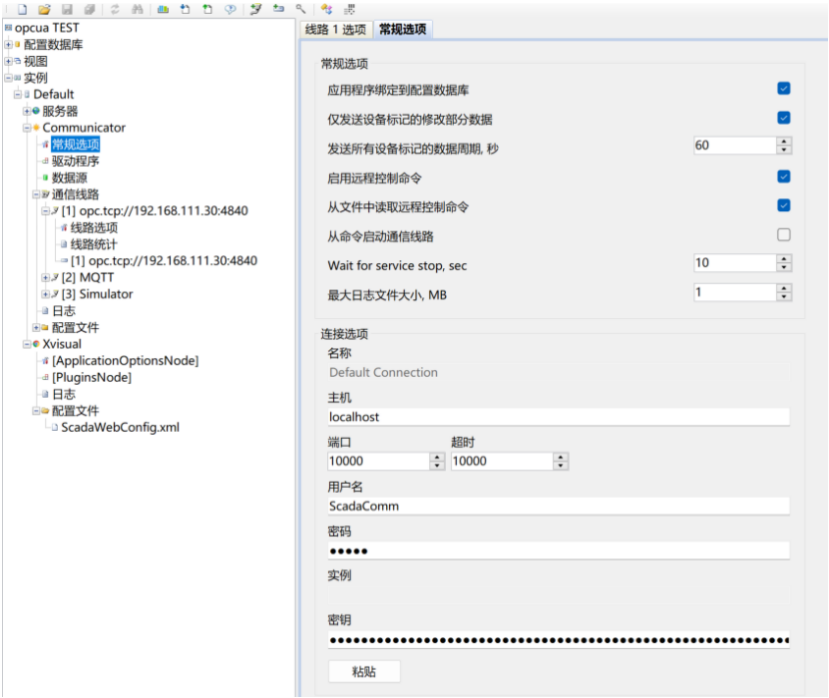 opcua TEST
配置数据库
视图
实例
Default
服务器
Communicator
常规选项
驱动程序
数据源
通信线路
[1] opc.tcp://192.168.111.30:4840
线路选项
线路统计
[1] opc.tcp://192.168.111.30:4840
[2] MQTT
[3] Simulator
日志
配置文件
Xvisual
[ApplicationOptionsNode]
[PluginsNode]
日志
配置文件
ScadaWebConfig.xml
线路 1 选项 常规选项
常规选项
应用程序绑定到配置数据库
仅发送设备标记的修改部分数据
发送所有设备标记的数据周期, 秒 60
启用远程控制命令
从文件中读取远程控制命令
从命令启动通信线路
Wait for service stop, sec 10
最大日志文件大小, MB 1
连接选项
名称
Default Connection
主机
localhost
端口 超时
10000 10000
用户名
ScadaComm
密码
实例
密钥
粘贴